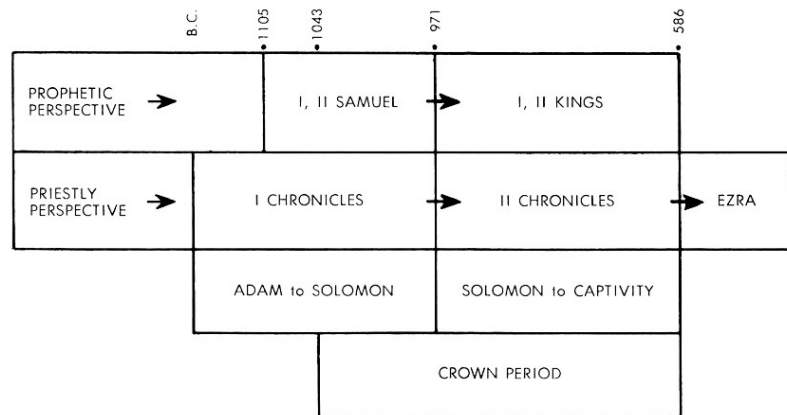 B.C.
1105
1043
971
586
PROPHETIC
PERSPECTIVE
I, II SAMUEL
I, II KINGS
PRIESTLY
PERSPECTIVE
I CHRONICLES
II CHRONICLES
EZRA
ADAM to SOLOMON
SOLOMON to CAPTIVITY
CROWN PERIOD